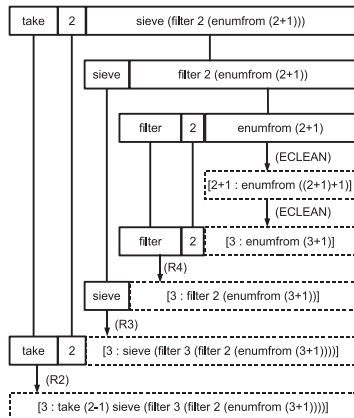 take 2 sieve (filter 2 (enumfrom (2+1)))
sieve filter 2 (enumfrom (2+1))
filter 2 enumfrom (2+1)
(ECLEAN)
[2+1 : enumfrom ((2+1)+1)]
(ECLEAN)
filter 2 [3 : enumfrom (3+1)]
(R4)
sieve [3 : filter 2 (enumfrom (3+1))]
(R3)
take 2 [3 : sieve (filter 3 (filter 2 (enumfrom (3+1))))]
(R2)
[3 : take (2-1) sieve (filter 3 (filter 2 (enumfrom (3+1))))]